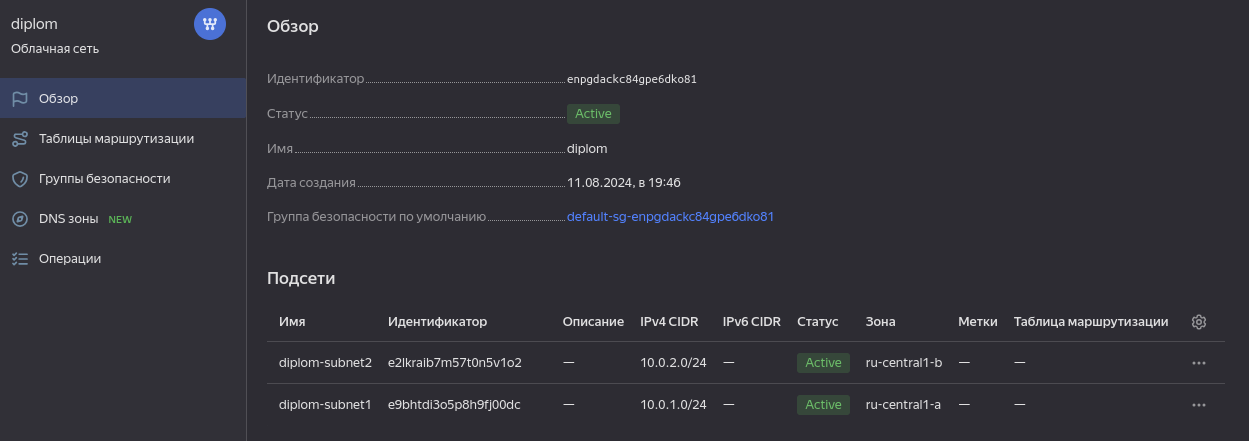 diplom
Облачная сеть
Обзор
Таблицы маршрутизации
Группы безопасности
DNS зоны NEW
Операции
Обзор
Идентификатор enpgdackc84gpe6dko81
Статус Active
Имя diplom
Дата создания 11.08.2024, в 19:46
Группа безопасности по умолчанию default-sg-enpgdackc84gpe6dko81
Подсети
Имя Идентификатор Описание IPv4 CIDR IPv6 CIDR Статус Зона Метки Таблица маршрутизации
diplom-subnet2 e2lkraib7m57t0n5v1o2 — 10.0.2.0/24 — Active ru-central1-b — —
diplom-subnet1 e9bhtdi3o5p8h9fj00dc — 10.0.1.0/24 — Active ru-central1-a — —